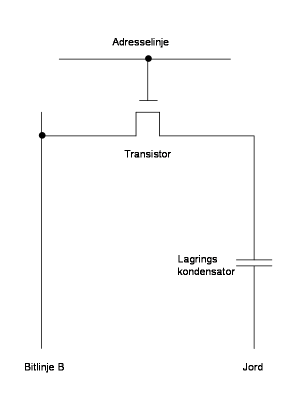 Adresselinje
Transistor
Lagrings
kondensator
Bitlinje B
Jord